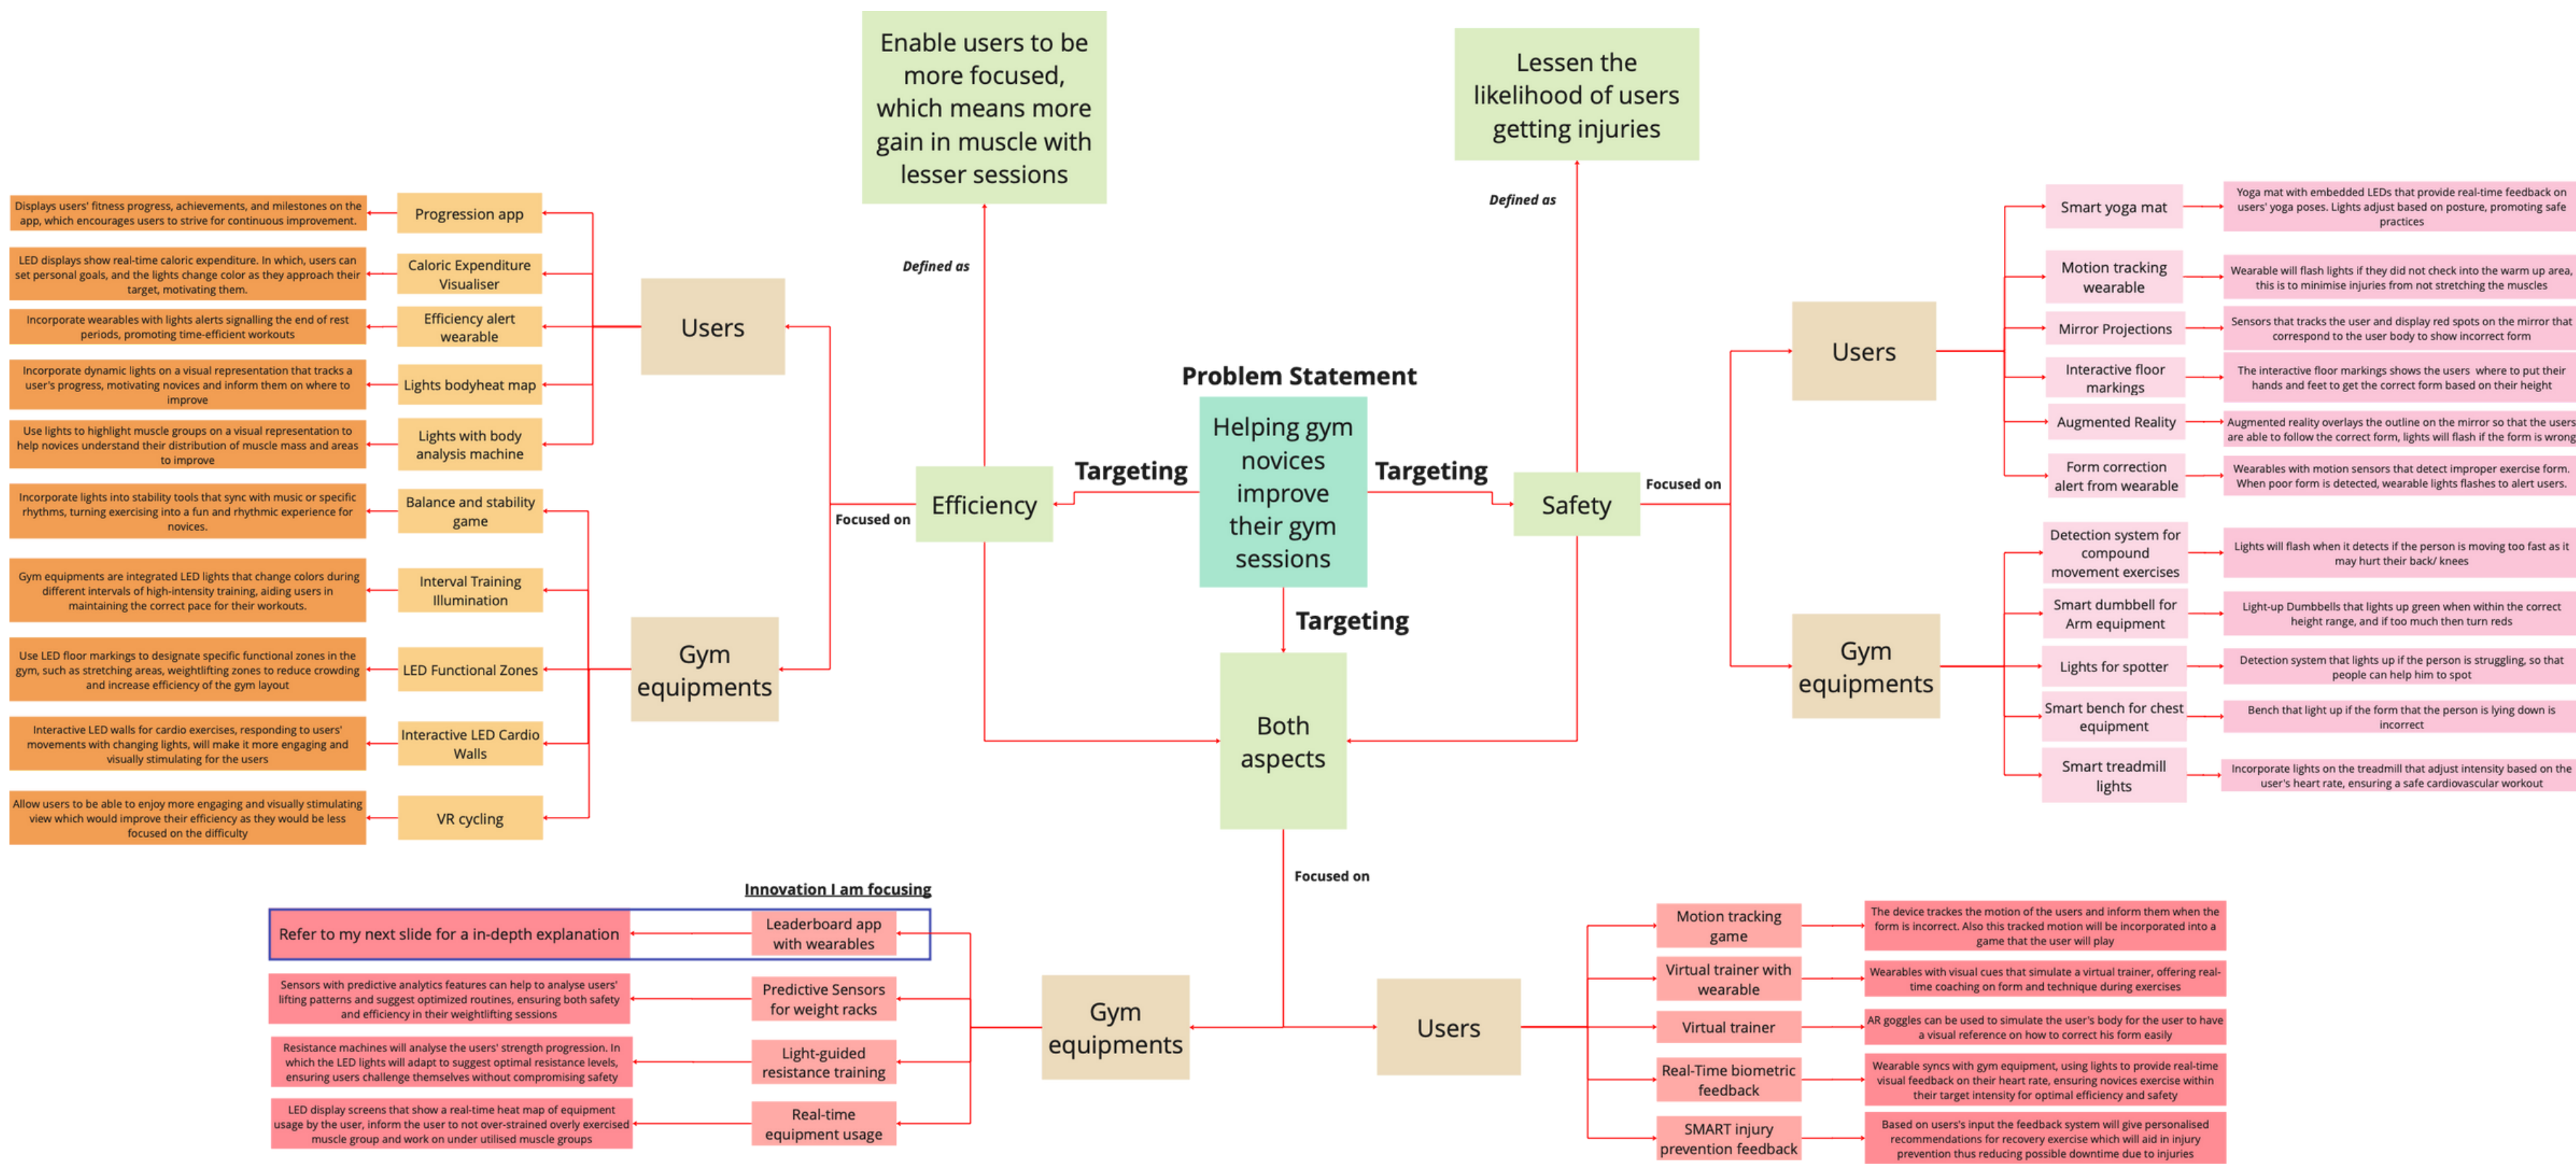 Enable users to be
more focused,
which means more
gain in muscle with
lesser sessions
Lessen the
likelihood of users
getting injuries
Defined as
Defined as
Problem Statement
Helping gym
novices
improve
their gym
sessions
Targeting
Targeting
Targeting
Efficiency
Safety
Both
aspects
Focused on
Focused on
Focused on
Users
Progression app
Displays users' fitness progress, achievements, and milestones on the
app, which encourages users to strive for continuous improvement.
Caloric Expenditure
Visualiser
LED displays show real-time caloric expenditure. In which, users can
set personal goals, and the lights change color as they approach their
target, motivating them.
Efficiency alert
wearable
Incorporate wearables with lights alerts signalling the end of rest
periods, promoting time-efficient workouts
Lights bodyheat map
Incorporate dynamic lights on a visual representation that tracks a
user's progress, motivating novices and inform them on where to
improve
Lights with body
analysis machine
Use lights to highlight muscle groups on a visual representation to
help novices understand their distribution of muscle mass and areas
to improve
Gym
equipments
Balance and stability
game
Incorporate lights into stability tools that sync with music or specific
rhythms, turning exercising into a fun and rhythmic experience for
novices.
Interval Training
Illumination
Gym equipments are integrated LED lights that change colors during
different intervals of high-intensity training, aiding users in
maintaining the correct pace for their workouts.
LED Functional Zones
Use LED floor markings to designate specific functional zones in the
gym, such as stretching areas, weightlifting zones to reduce crowding
and increase efficiency of the gym layout
Interactive LED Cardio
Walls
Interactive LED walls for cardio exercises, responding to users'
movements with changing lights, will make it more engaging and
visually stimulating for the users
VR cycling
Allow users to be able to enjoy more engaging and visually stimulating
view which would improve their efficiency as they would be less
focused on the difficulty
Users
Smart yoga mat
Yoga mat with embedded LEDs that provide real-time feedback on
users' yoga poses. Lights adjust based on posture, promoting safe
practices
Motion tracking
wearable
Wearable will flash lights if they did not check into the warm up area,
this is to minimise injuries from not stretching the muscles
Mirror Projections
Sensors that tracks the user and display red spots on the mirror that
correspond to the user body to show incorrect form
Interactive floor
markings
The interactive floor markings shows the users where to put their
hands and feet to get the correct form based on their height
Augmented Reality
Augmented reality overlays the outline on the mirror so that the users
are able to follow the correct form, lights will flash if the form is wrong
Form correction
alert from wearable
Wearables with motion sensors that detect improper exercise form.
When poor form is detected, wearable lights flashes to alert users.
Gym
equipments
Detection system for
compound
movement exercises
Lights will flash when it detects if the person is moving too fast as it
may hurt their back/ knees
Smart dumbbell for
Arm equipment
Light-up Dumbbells that lights up green when within the correct
height range, and if too much then turn reds
Lights for spotter
Detection system that lights up if the person is struggling, so that
people can help him to spot
Smart bench for chest
equipment
Bench that light up if the form that the person is lying down is
incorrect
Smart treadmill
lights
Incorporate lights on the treadmill that adjust intensity based on the
user's heart rate, ensuring a safe cardiovascular workout
Innovation I am focusing
Gym
equipments
Leaderboard app
with wearables
Refer to my next slide for a in-depth explanation
Predictive Sensors
for weight racks
Sensors with predictive analytics features can help to analyse users'
lifting patterns and suggest optimized routines, ensuring both safety
and efficiency in their weightlifting sessions
Light-guided
resistance training
Resistance machines will analyse the users' strength progression. In
which the LED lights will adapt to suggest optimal resistance levels,
ensuring users challenge themselves without compromising safety
Real-time
equipment usage
LED display screens that show a real-time heat map of equipment
usage by the user, inform the user to not over-strained overly exercised
muscle group and work on under utilised muscle groups
Users
Motion tracking
game
The device trackes the motion of the users and inform them when the
form is incorrect. Also this tracked motion will be incorporated into a
game that the user will play
Virtual trainer with
wearable
Wearables with visual cues that simulate a virtual trainer, offering real-
time coaching on form and technique during exercises
Virtual trainer
AR goggles can be used to simulate the user's body for the user to have
a visual reference on how to correct his form easily
Real-Time biometric
feedback
Wearable syncs with gym equipment, using lights to provide real-time
visual feedback on their heart rate, ensuring novices exercise within
their target intensity for optimal efficiency and safety
SMART injury
prevention feedback
Based on users's input the feedback system will give personalised
recommendations for recovery exercise which will aid in injury
prevention thus reducing possible downtime due to injuries